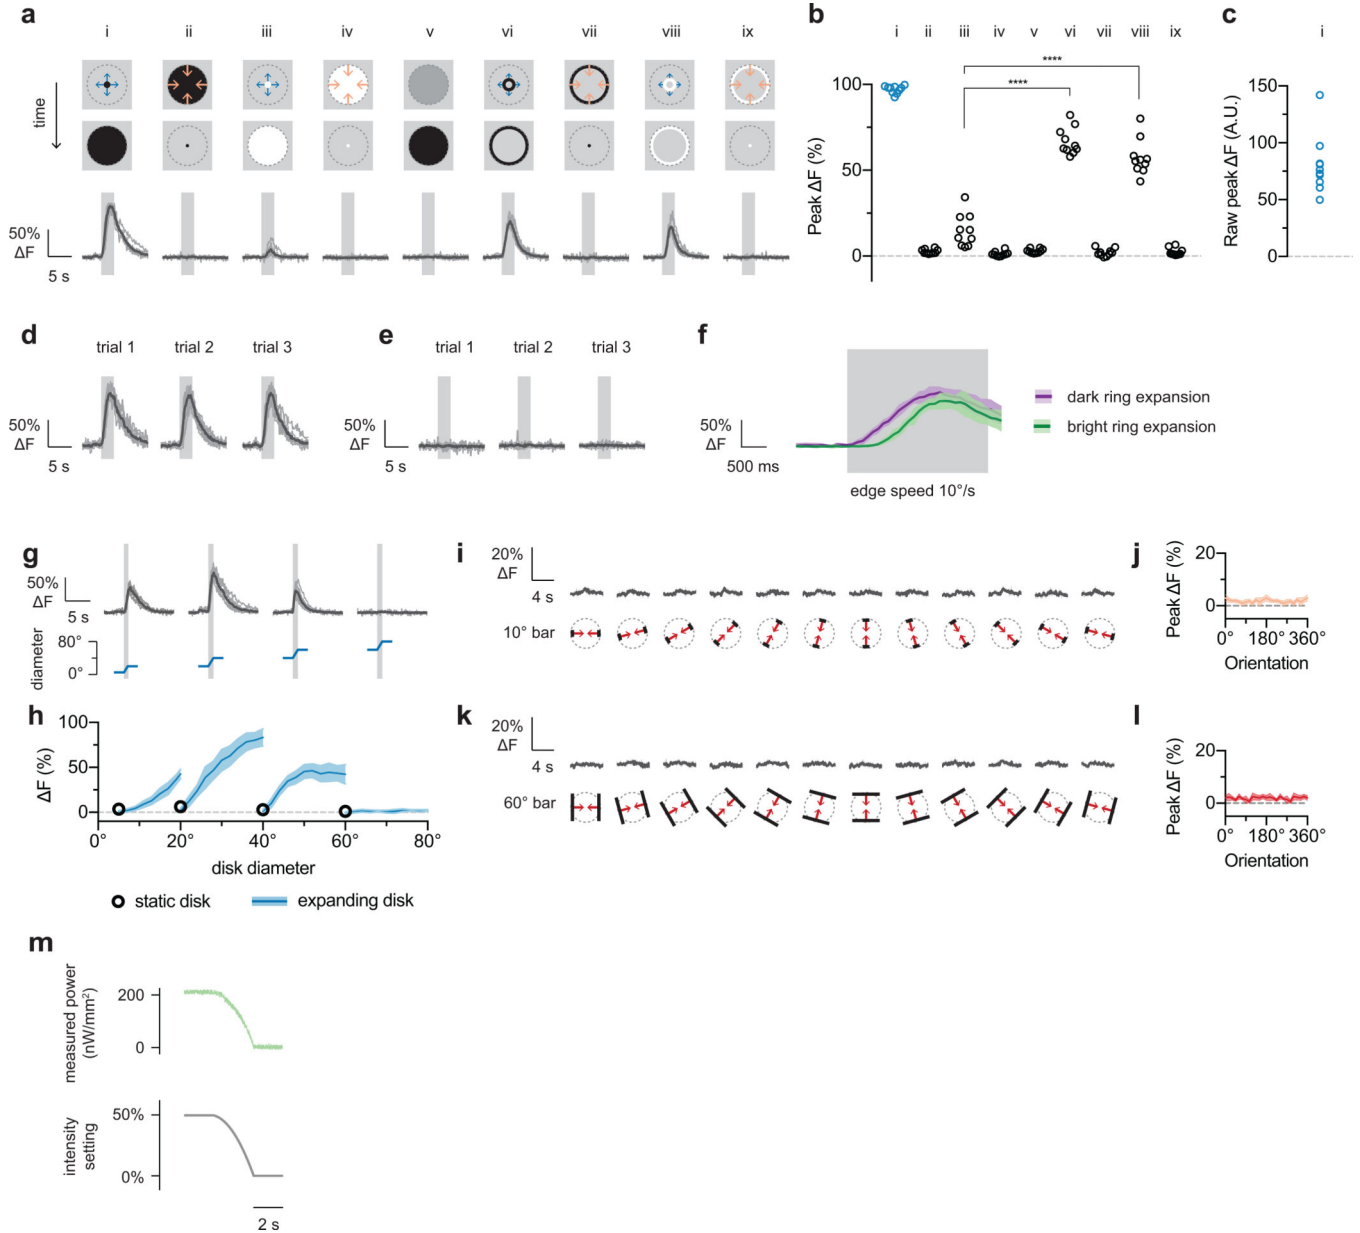 a
i ii iii iv v vi vii viii ix
time
50%
ΔF
5 s
b
i ii iii iv v vi vii viii ix
Peak ΔF (%)
100
50
0
****
****
c
i
Raw peak ΔF (A.U.)
150
100
50
0
d
trial 1 trial 2 trial 3
50%
ΔF
5 s
e
trial 1 trial 2 trial 3
50%
ΔF
5 s
f
50%
ΔF
500 ms
edge speed 10°/s
dark ring expansion
bright ring expansion
g
50%
ΔF
5 s
diameter
80°
0°
h
ΔF (%)
100
50
0
0 20° 40° 60° 80°
disk diameter
static disk expanding disk
i
20%
ΔF
4 s
10° bar
j
Peak ΔF (%)
20
0
0° 180° 360°
Orientation
k
20%
ΔF
4 s
60° bar
l
Peak ΔF (%)
20
0
0° 180° 360°
Orientation
m
measured power
(nW/mm²)
200
0
intensity
setting
50%
0%
2 s